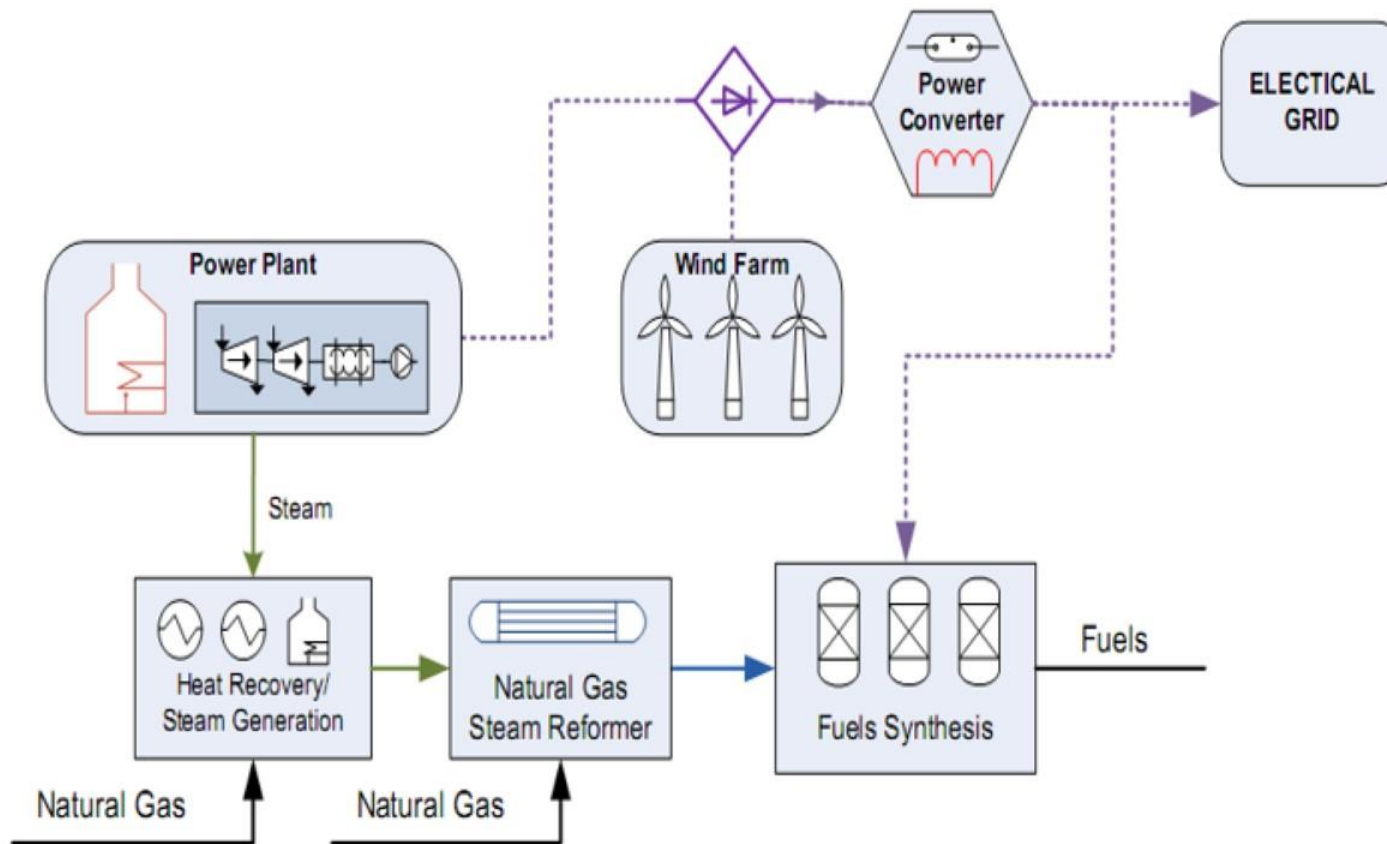 Power
Converter
ELECTICAL
GRID
Power Plant
Wind Farm
Steam
Heat Recovery/
Steam Generation
Natural Gas
Steam Reformer
Fuels Synthesis
Fuels
Natural Gas
Natural Gas